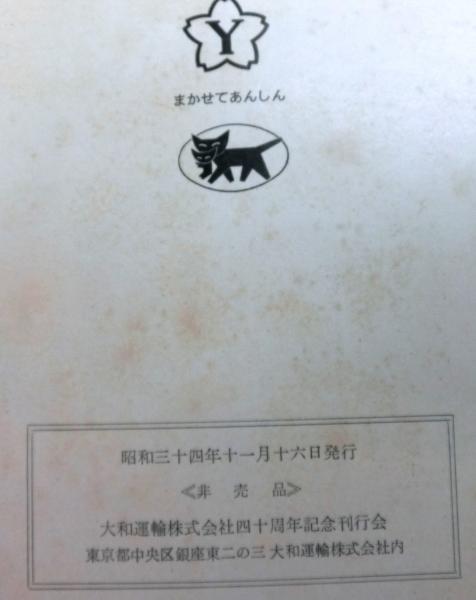 Y
まかせてあんしん
昭和三十四年十一月十六日発行
≪非売品≫
大和運輸株式会社四十周年記念刊行会
東京都中央区銀座東二の三 大和運輸株式会社内